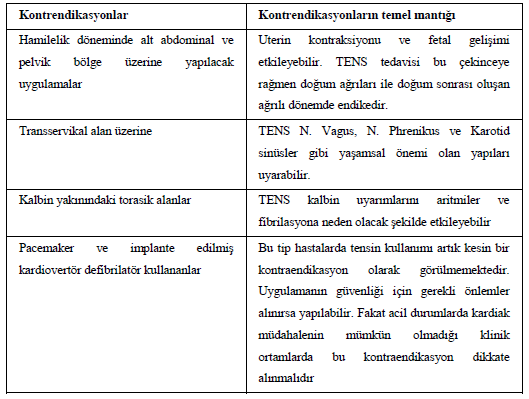 Kontrendikasyonlar
Kontrendikasyonların temel mantığı
Hamilelik döneminde alt abdominal ve
pelvik bölge üzerine yapılacak
uygulamalar
Uterin kontraksiyonu ve fetal gelişimi
etkileyebilir. TENS tedavisi bu çekinceye
rağmen doğum ağrıları ile doğum sonrası oluşan
ağrılı dönemde endikedir.
Transservikal alan üzerine
TENS N. Vagus, N. Phrenikus ve Karotid
sinüsler gibi yaşamsal önemi olan yapıları
uyarabilir.
Kalbin yakınındaki torasik alanlar
TENS kalbin uyarımlarını aritmiler ve
fibrilasyona neden olacak şekilde etkileyebilir
Pacemaker ve implante edilmiş
kardiovertör defibrilatör kullananlar
Bu tip hastalarda tensin kullanımı artık kesin bir
kontraendikasyon olarak görülmemektedir.
Uygulamanın güvenliği için gerekli önlemler
alınırsa yapılabilir. Fakat acil durumlarda kardiak
müdahalenin mümkün olmadığı klinik
ortamlarda bu kontraendikasyon dikkate
alınmalıdır